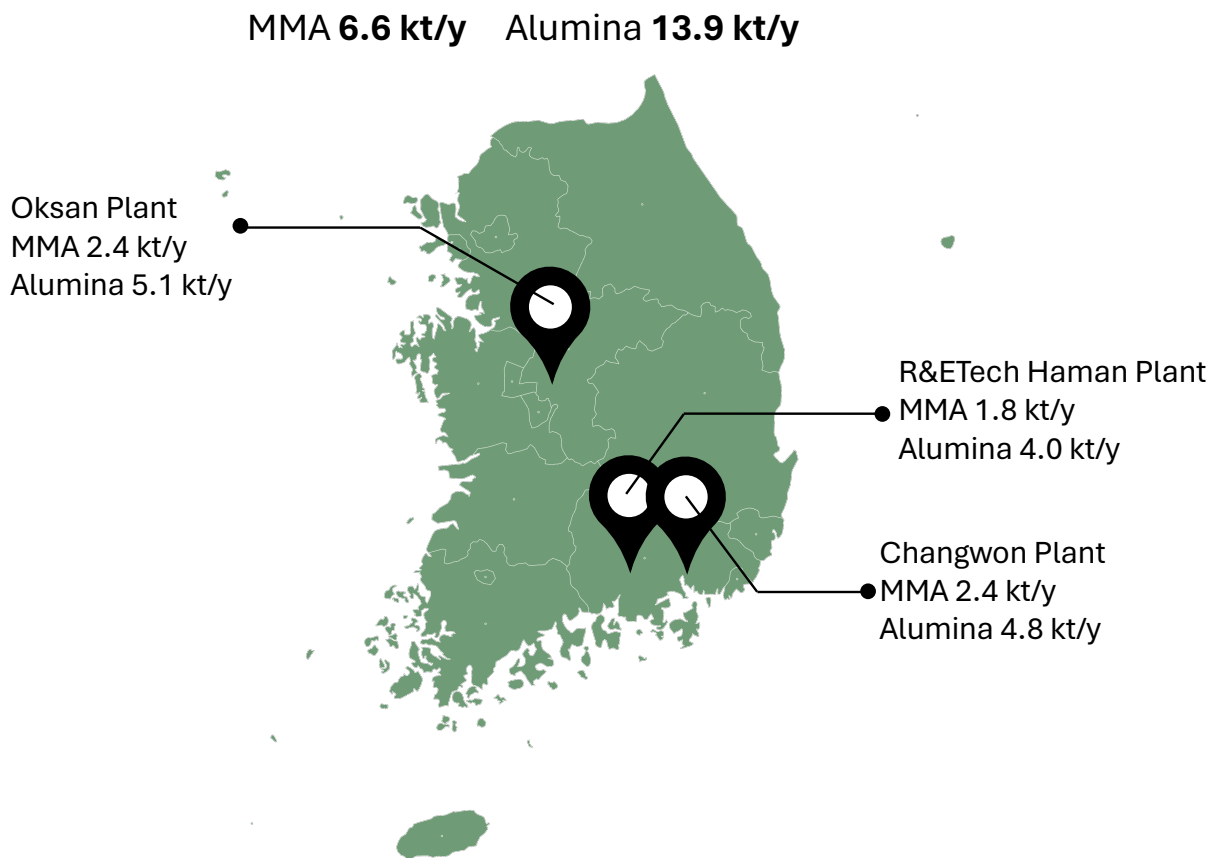 MMA 6.6 kt/y Alumina 13.9 kt/y
Oksan Plant
MMA 2.4 kt/y
Alumina 5.1 kt/y
R&ETech Haman Plant
MMA 1.8 kt/y
Alumina 4.0 kt/y
Changwon Plant
MMA 2.4 kt/y
Alumina 4.8 kt/y